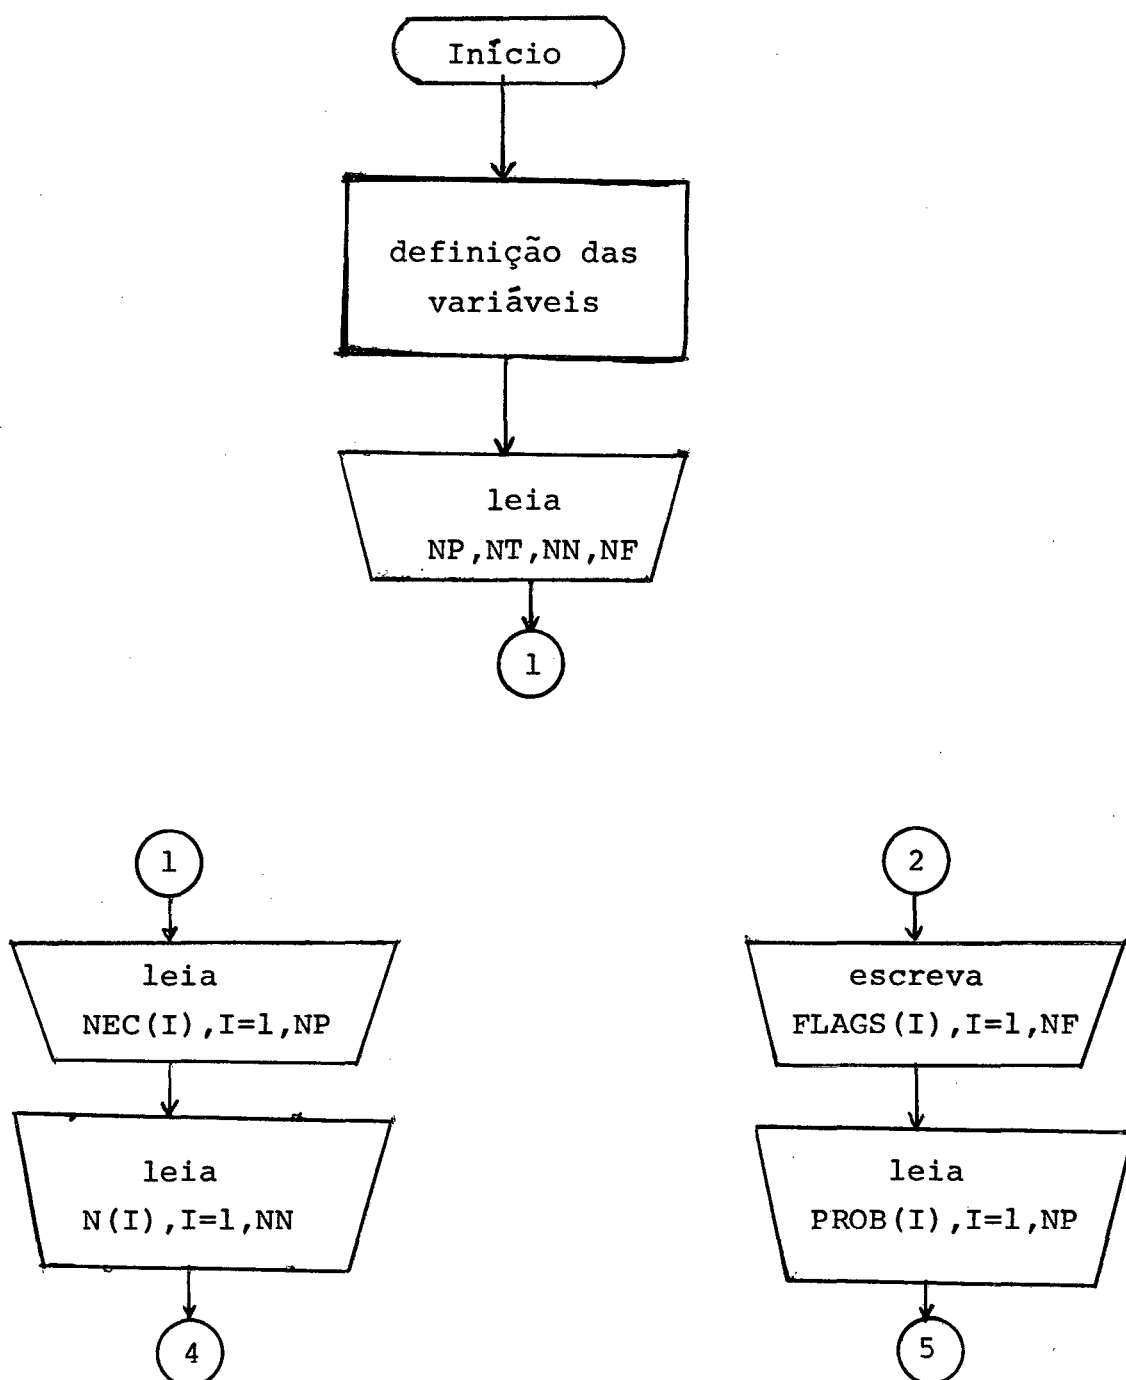 Início
definição das
variáveis
leia
NP,NT,NN,NF
1
1
leia
NEC(I),I=1,NP
leia
N(I),I=1,NN
4
2
escreva
FLAGS(I),I=1,NF
leia
PROB(I),I=1,NP
5